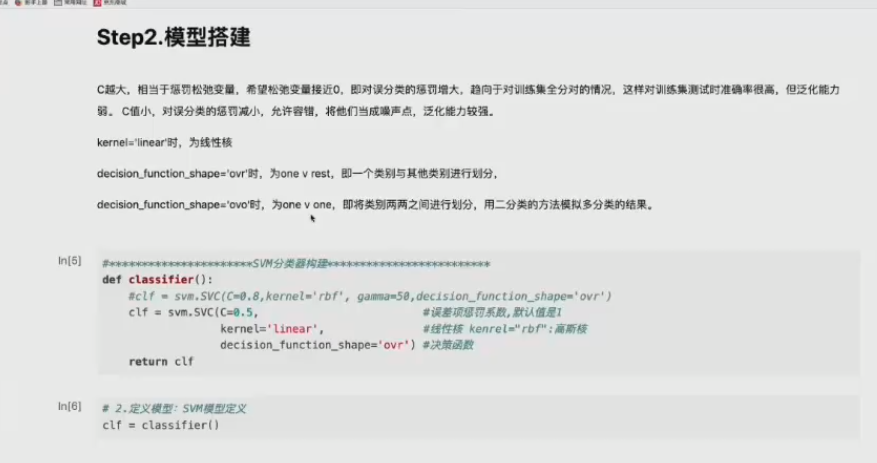 Step2.模型搭建
C越大，相当于惩罚松弛变量，希望松弛变量接近0，即对误分类的惩罚增大，趋向于对训练集全分对的情况，这样对训练集测试时准确率很高，但泛化能力
弱。 C值小，对误分类的惩罚减小，允许容错，将他们当成噪声点，泛化能力较强。
kernel='linear'时，为线性核
decision_function_shape='ovr'时，为one v rest，即一个类别与其他类别进行划分，
decision_function_shape='ovo'时，为one v one，即将类别两两之间进行划分，用二分类的方法模拟多分类的结果。
In[5]
#**********************SVM分类器构建*************************
def classifier():
#clf = svm.SVC(C=0.8,kernel='rbf', gamma=50,decision_function_shape='ovr')
clf = svm.SVC(C=0.5, #误差项惩罚系数,默认值是1
kernel='linear', #线性核 kenrel="rbf":高斯核
decision_function_shape='ovr') #决策函数
return clf
In[6]
# 2.定义模型：SVM模型定义
clf = classifier()